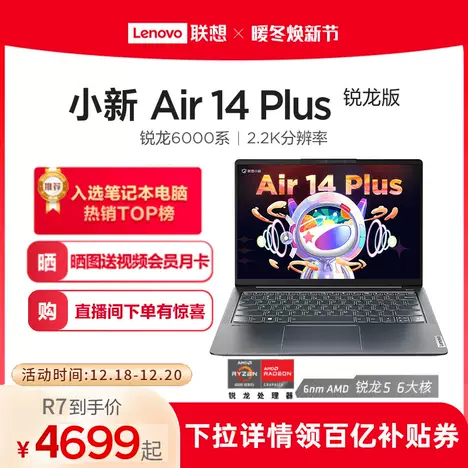 Lenovo 联想 × 暖冬焕新节
小新 Air 14 Plus 锐龙版
锐龙6000系 | 2.2K分辨率
推荐
入选笔记本电脑
热销TOP榜
晒 晒图送视频会员月卡
购 直播间下单有惊喜
Air 14 Plus
AMD
RYZEN
AMD
RADEON
GRAPHICS
锐龙处理器
6nm AMD 锐龙5 6大核
活动时间:12.18-12.20
R7到手价
¥4699起
下拉详情领百亿补贴券